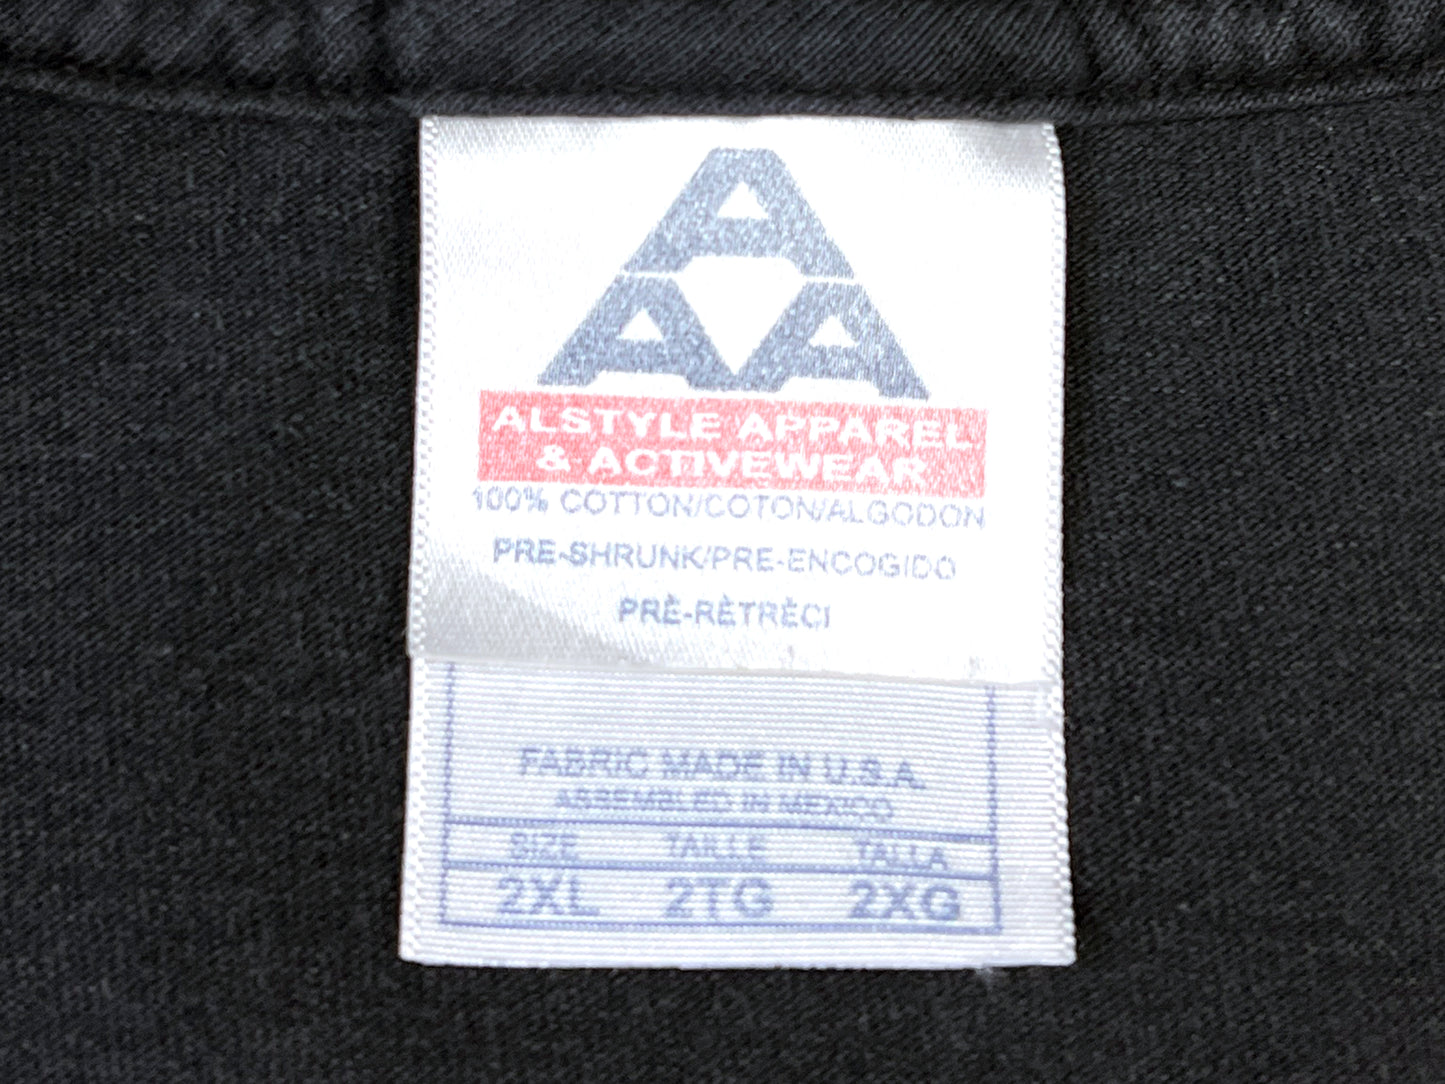 A
A A
ALSTYLE APPAREL
& ACTIVEWEAR
100% COTTON/COTON/ALGODON
PRE-SHRUNK/PRE-ENCOGIDO
PRÈ-RÈTRÈCI
FABRIC MADE IN U.S.A.
ASSEMBLED IN MEXICO
SIZE TAILLE TALLA
2XL 2TG 2XG